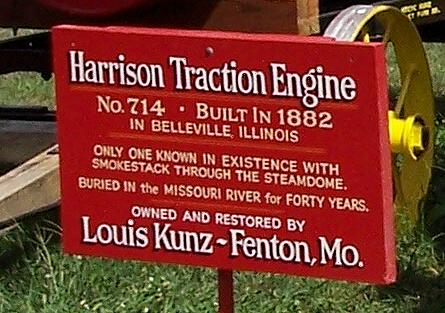 Harrison Traction Engine
No. 714 · Built In 1882
IN BELLEVILLE, ILLINOIS
ONLY ONE KNOWN IN EXISTENCE WITH
SMOKESTACK THROUGH THE STEAMDOME.
BURIED IN the MISSOURI RIVER for FORTY YEARS.
OWNED AND RESTORED BY
Louis Kunz ~ Fenton, Mo.